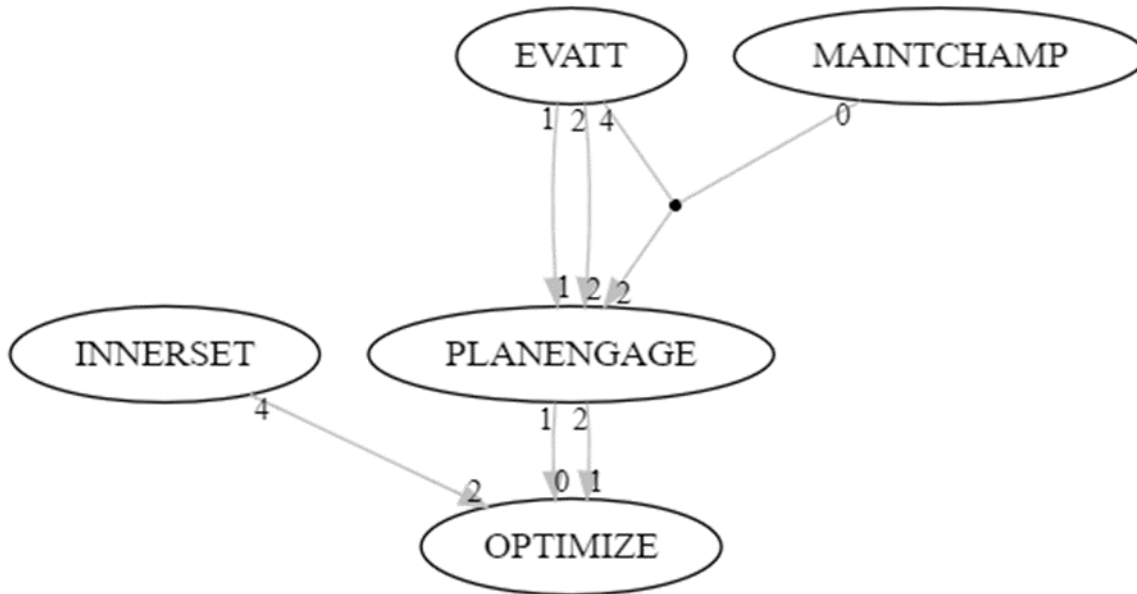 EVATT MAINTCHAMP
1 2 4 0
1 2 2
INNERSET PLANENGAGE
4 1 2
2 0 1
OPTIMIZE